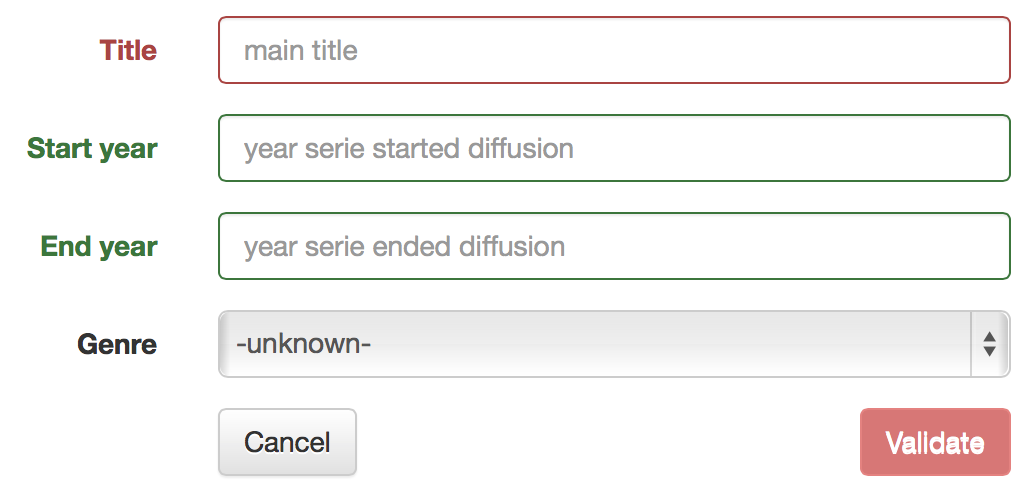 Title
main title
Start year
year serie started diffusion
End year
year serie ended diffusion
Genre
-unknown-
Cancel
Validate